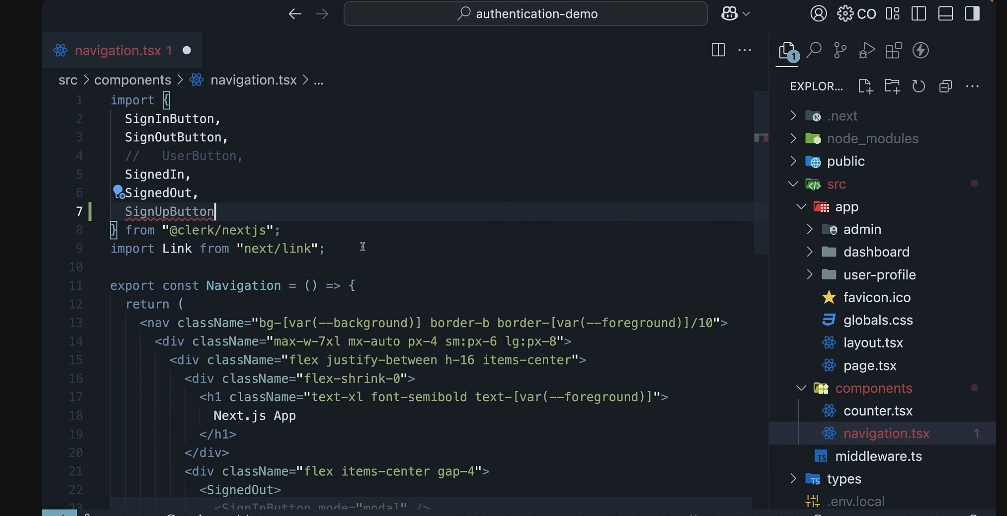 authentication-demo
CO
navigation.tsx 1
src > components > navigation.tsx > ...
1 import {
2 SignInButton,
3 SignOutButton,
4 // UserButton,
5 SignedIn,
6 SignedOut,
7 SignUpButton
8 } from "@clerk/nextjs";
9 import Link from "next/link";
10
11 export const Navigation = () => {
12 return (
13 <nav className="bg-[var(--background)] border-b border-[var(--foreground)]/10">
14 <div className="max-w-7xl mx-auto px-4 sm:px-6 lg:px-8">
15 <div className="flex justify-between h-16 items-center">
16 <div className="flex-shrink-0">
17 <h1 className="text-xl font-semibold text-[var(--foreground)]">
18 Next.js App
19 </h1>
20 </div>
21 <div className="flex items-center gap-4">
22 <SignedOut>
23 <SignInButton mode="modal" />
1
EXPLOR...
.next
node_modules
public
src
app
admin
dashboard
user-profile
favicon.ico
globals.css
layout.tsx
page.tsx
components
counter.tsx
navigation.tsx 1
middleware.ts
types
.env.local